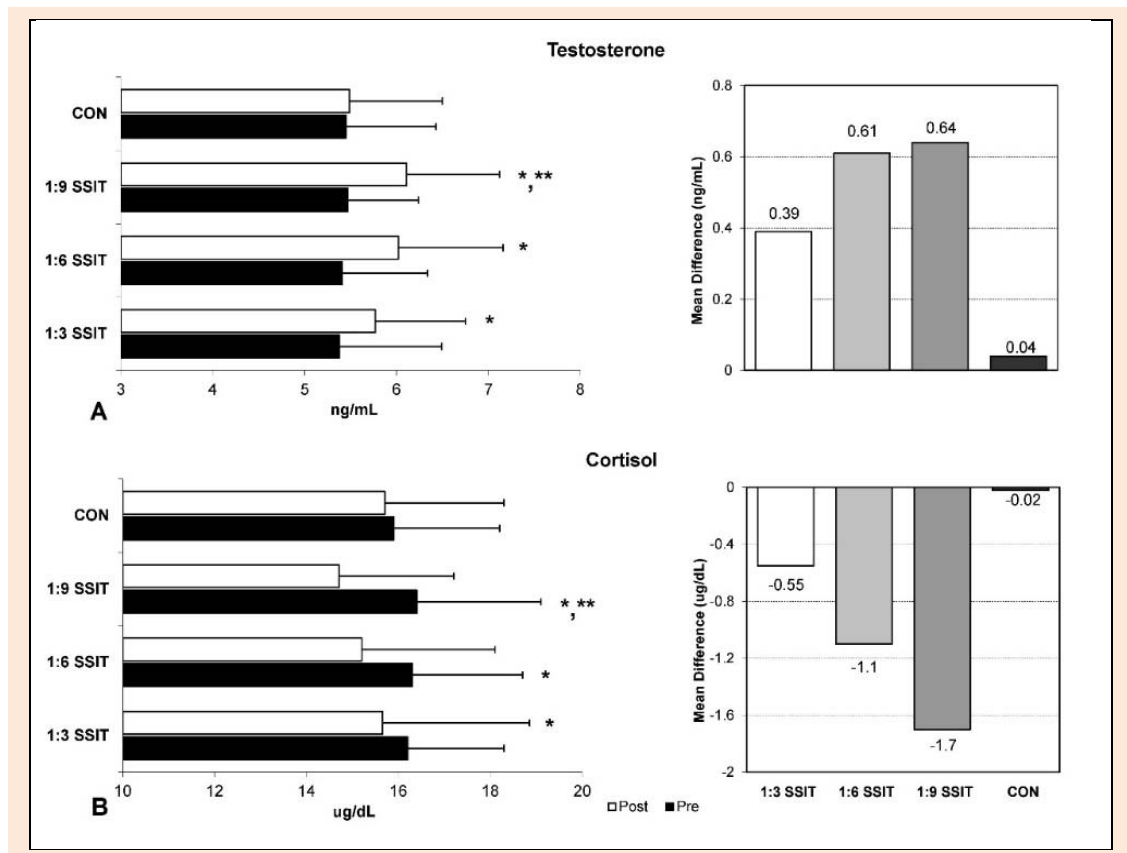 Testosterone
CON
1:9 SSIT
*,**
1:6 SSIT
*
1:3 SSIT
*
3 4 5 6 7 8
ng/mL
A
Mean Difference (ng/mL)
0.8
0.6
0.4
0.2
0
0.39
0.61
0.64
0.04
Cortisol
CON
1:9 SSIT
*,**
1:6 SSIT
*
1:3 SSIT
*
10 12 14 16 18 20
ug/dL
B
Post Pre
Mean Difference (ug/dL)
0
-0.4
-0.8
-1.2
-1.6
-2
-0.55
-1.1
-1.7
-0.02
1:3 SSIT 1:6 SSIT 1:9 SSIT CON